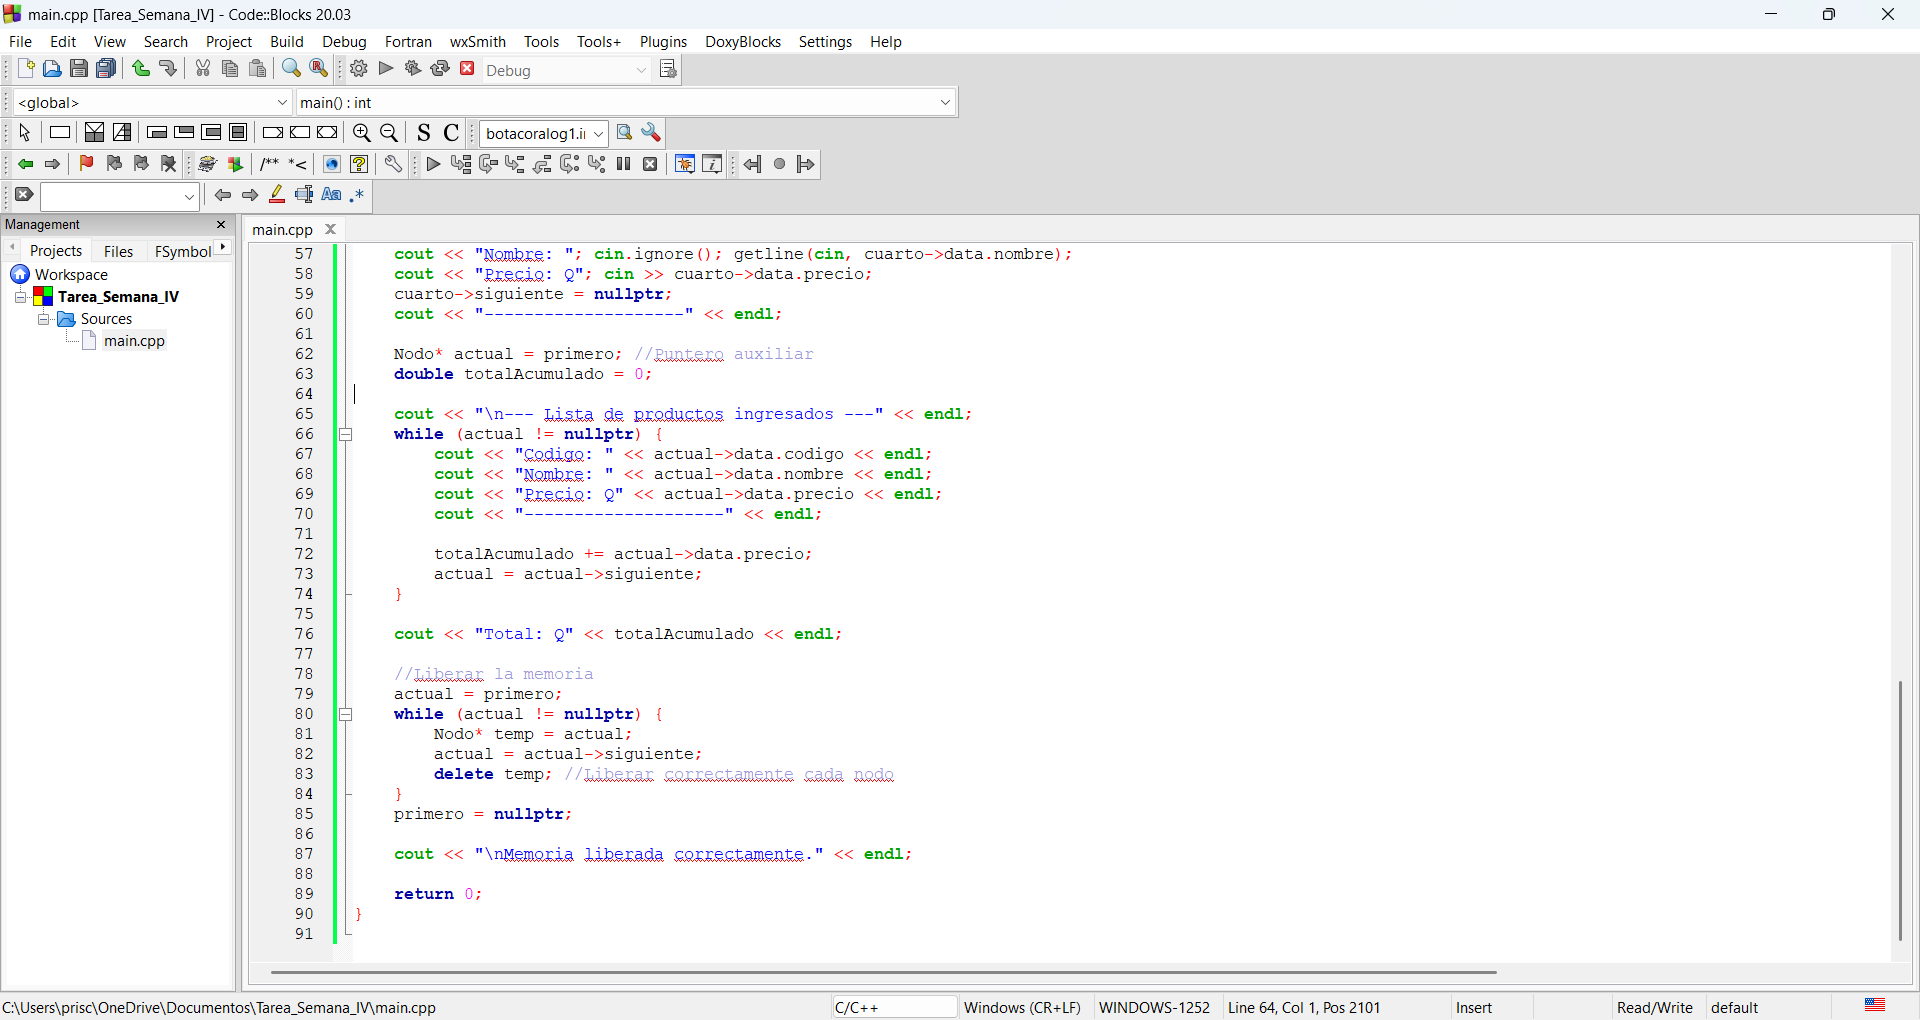 main.cpp [Tarea_Semana_IV] - Code::Blocks 20.03
File Edit View Search Project Build Debug Fortran wxSmith Tools Tools+ Plugins DoxyBlocks Settings Help
Debug
<global> main() : int
S C botacoralog1.
/** *<
Aa .*
Management
main.cpp
Projects Files FSymbol
Workspace
Tarea_Semana_IV
Sources
main.cpp
57 cout << "Nombre: "; cin.ignore(); getline(cin, cuarto->data.nombre);
58 cout << "Precio: Q"; cin >> cuarto->data.precio;
59 cuarto->siguiente = nullptr;
60 cout << "--------------------" << endl;
61
62 Nodo* actual = primero; //Puntero auxiliar
63 double totalAcumulado = 0;
64
65 cout << "\n--- Lista de productos ingresados ---" << endl;
66 while (actual != nullptr) {
67 cout << "Codigo: " << actual->data.codigo << endl;
68 cout << "Nombre: " << actual->data.nombre << endl;
69 cout << "Precio: Q" << actual->data.precio << endl;
70 cout << "--------------------" << endl;
71
72 totalAcumulado += actual->data.precio;
73 actual = actual->siguiente;
74 }
75
76 cout << "Total: Q" << totalAcumulado << endl;
77
78 //Liberar la memoria
79 actual = primero;
80 while (actual != nullptr) {
81 Nodo* temp = actual;
82 actual = actual->siguiente;
83 delete temp; //Liberar correctamente cada nodo
84 }
85 primero = nullptr;
86
87 cout << "\nMemoria liberada correctamente." << endl;
88
89 return 0;
90 }
91
C:\Users\prisc\OneDrive\Documentos\Tarea_Semana_IV\main.cpp C/C++ Windows (CR+LF) WINDOWS-1252 Line 64, Col 1, Pos 2101 Insert Read/Write default